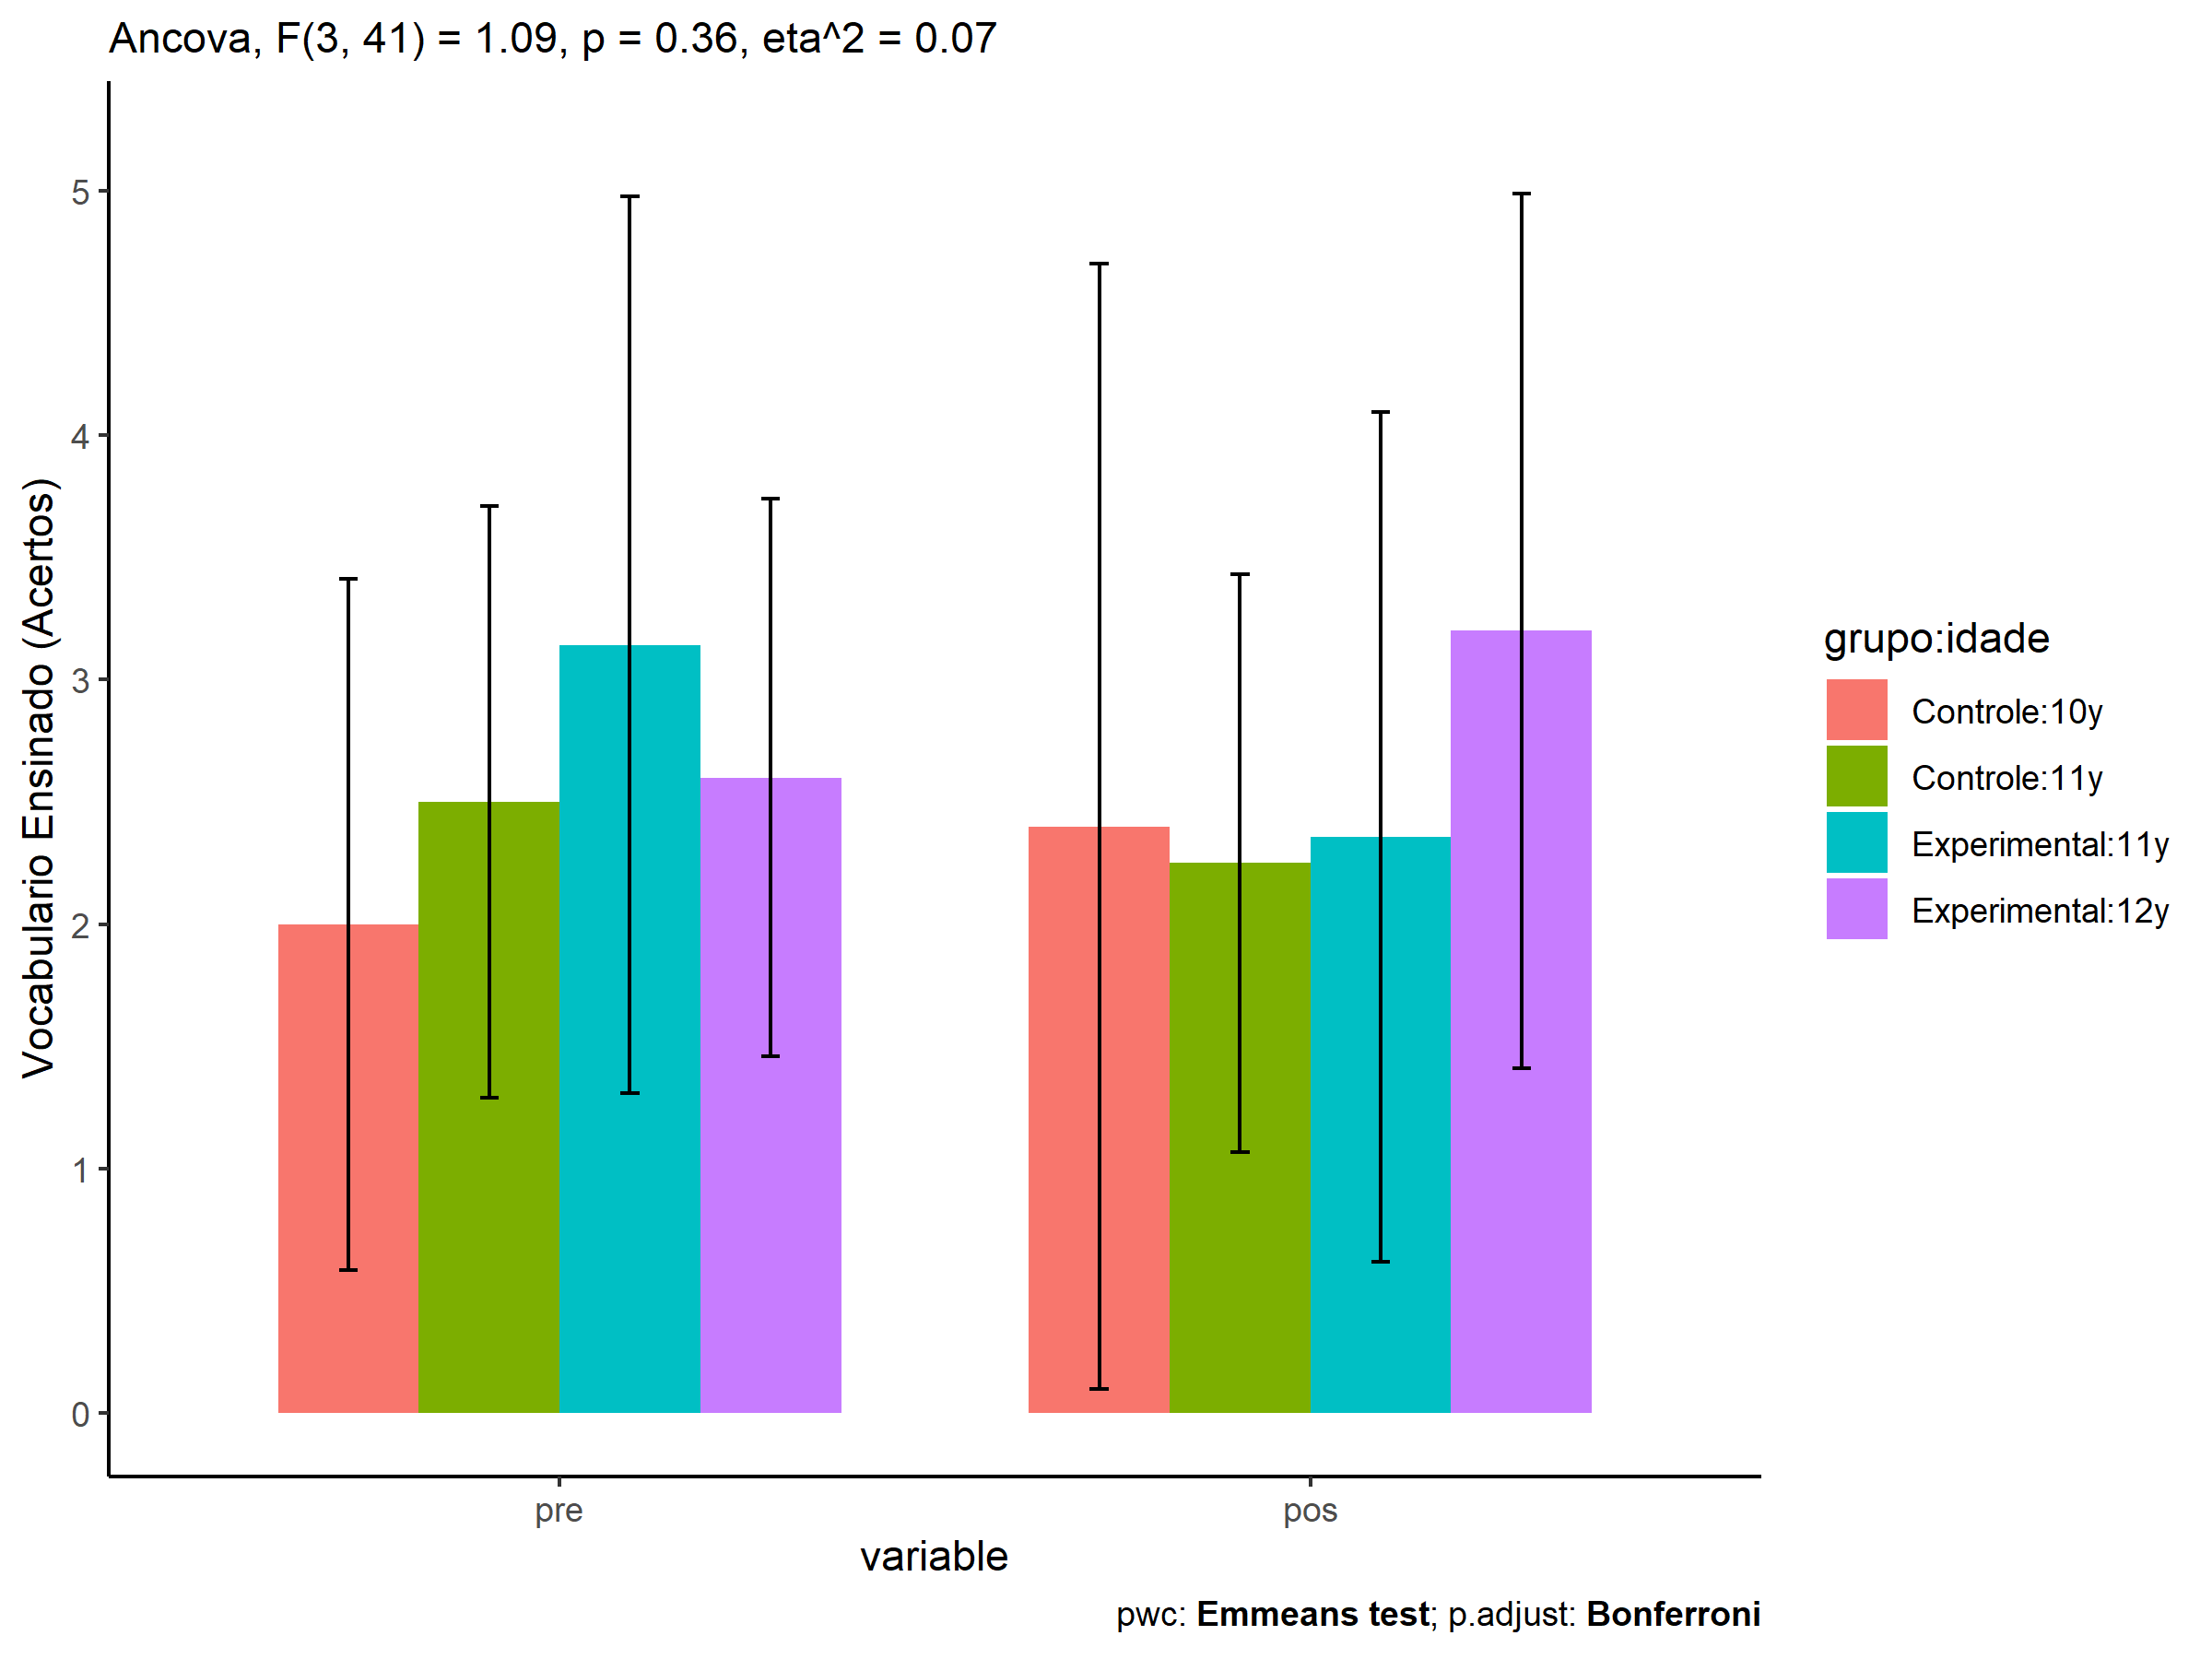 Ancova, F(3, 41) = 1.09, p = 0.36, eta^2 = 0.07
Vocabulario Ensinado (Acertos)
5
4
3
2
1
0
pre
pos
variable
grupo:idade
Controle:10y
Controle:11y
Experimental:11y
Experimental:12y
pwc: Emmeans test; p.adjust: Bonferroni